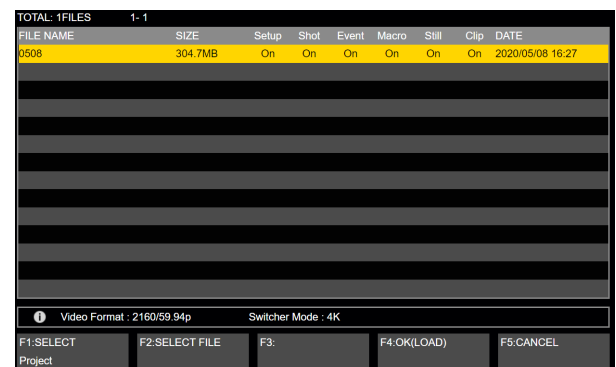 TOTAL: 1FILES 1- 1
FILE NAME SIZE Setup Shot Event Macro Still Clip DATE
0508 304.7MB On On On On On On 2020/05/08 16:27
i Video Format : 2160/59.94p Switcher Mode : 4K
F1:SELECT F2:SELECT FILE F3: F4:OK(LOAD) F5:CANCEL
Project